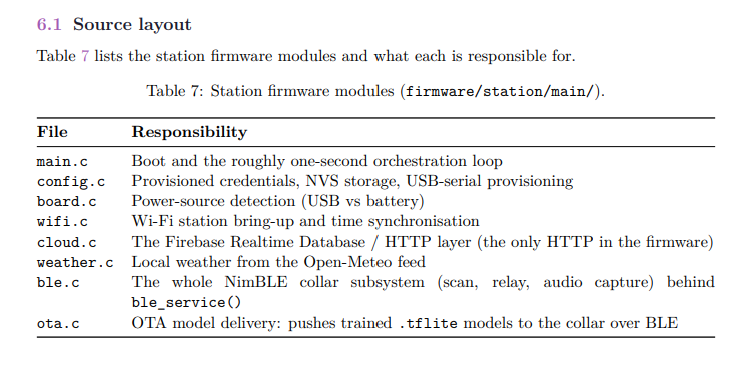 6.1 Source layout
Table 7 lists the station firmware modules and what each is responsible for.
Table 7: Station firmware modules (firmware/station/main/).
File Responsibility
main.c Boot and the roughly one-second orchestration loop
config.c Provisioned credentials, NVS storage, USB-serial provisioning
board.c Power-source detection (USB vs battery)
wifi.c Wi-Fi station bring-up and time synchronisation
cloud.c The Firebase Realtime Database / HTTP layer (the only HTTP in the firmware)
weather.c Local weather from the Open-Meteo feed
ble.c The whole NimBLE collar subsystem (scan, relay, audio capture) behind
ble_service()
ota.c OTA model delivery: pushes trained .tflite models to the collar over BLE